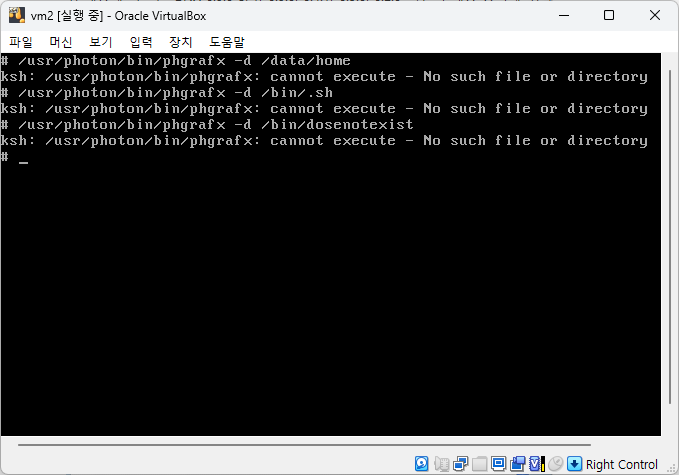 vm2 [실행 중] - Oracle VirtualBox
파일 머신 보기 입력 장치 도움말
# /usr/photon/bin/phgrafx -d /data/home
ksh: /usr/photon/bin/phgrafx: cannot execute - No such file or directory
# /usr/photon/bin/phgrafx -d /bin/.sh
ksh: /usr/photon/bin/phgrafx: cannot execute - No such file or directory
# /usr/photon/bin/phgrafx -d /bin/dosenotexist
ksh: /usr/photon/bin/phgrafx: cannot execute - No such file or directory
# _
Right Control